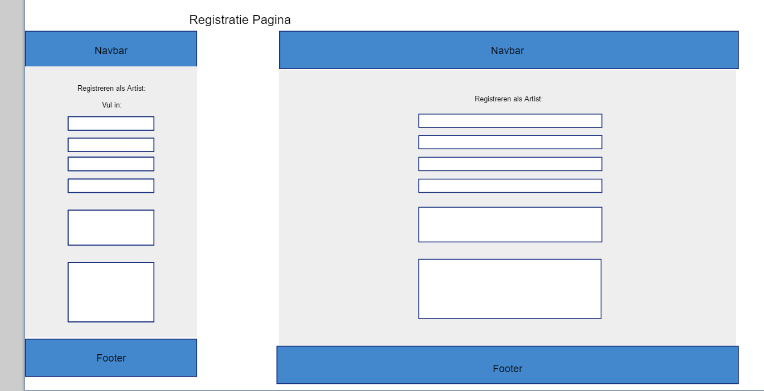 Registratie Pagina
Navbar
Registreren als Artist:
Vul in:
Footer
Navbar
Registreren als Artist:
Footer